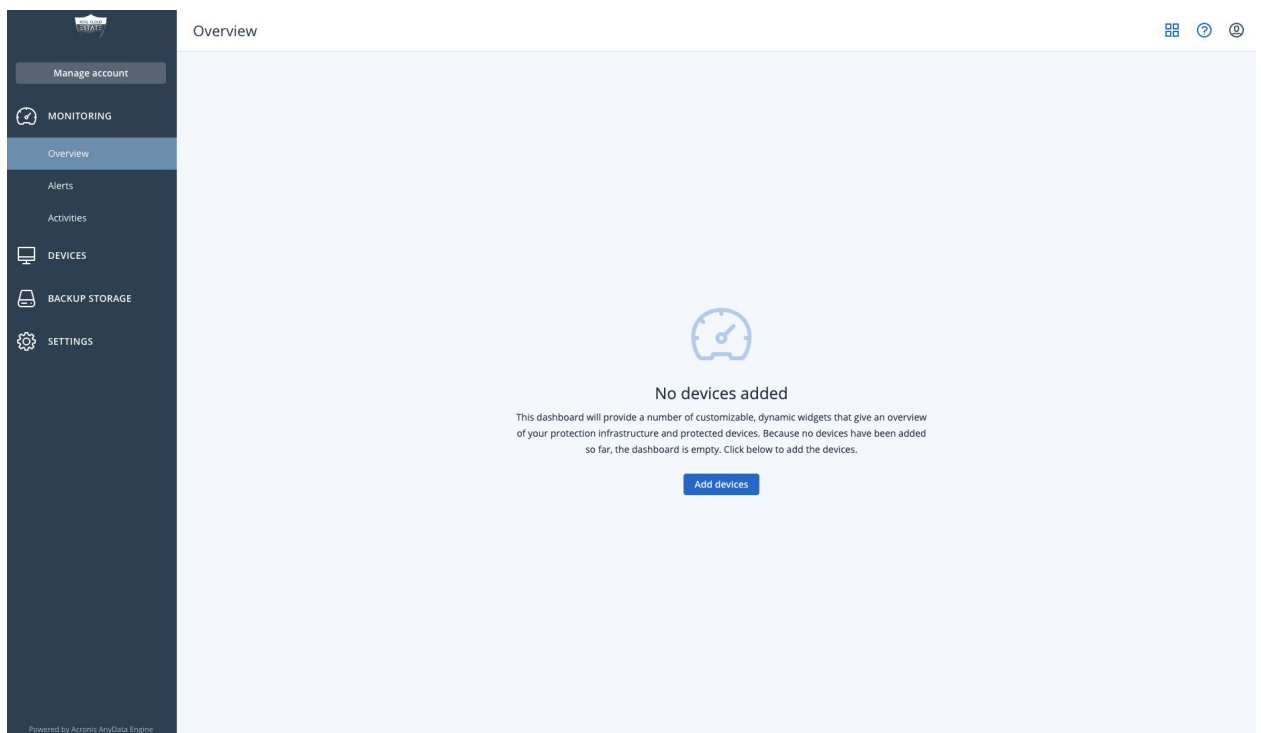 REAL CLOUD
ESTATE
Overview
Manage account
MONITORING
Overview
Alerts
Activities
DEVICES
BACKUP STORAGE
SETTINGS
No devices added
This dashboard will provide a number of customizable, dynamic widgets that give an overview
of your protection infrastructure and protected devices. Because no devices have been added
so far, the dashboard is empty. Click below to add the devices.
Add devices
Powered by Acronis AnyData Engine